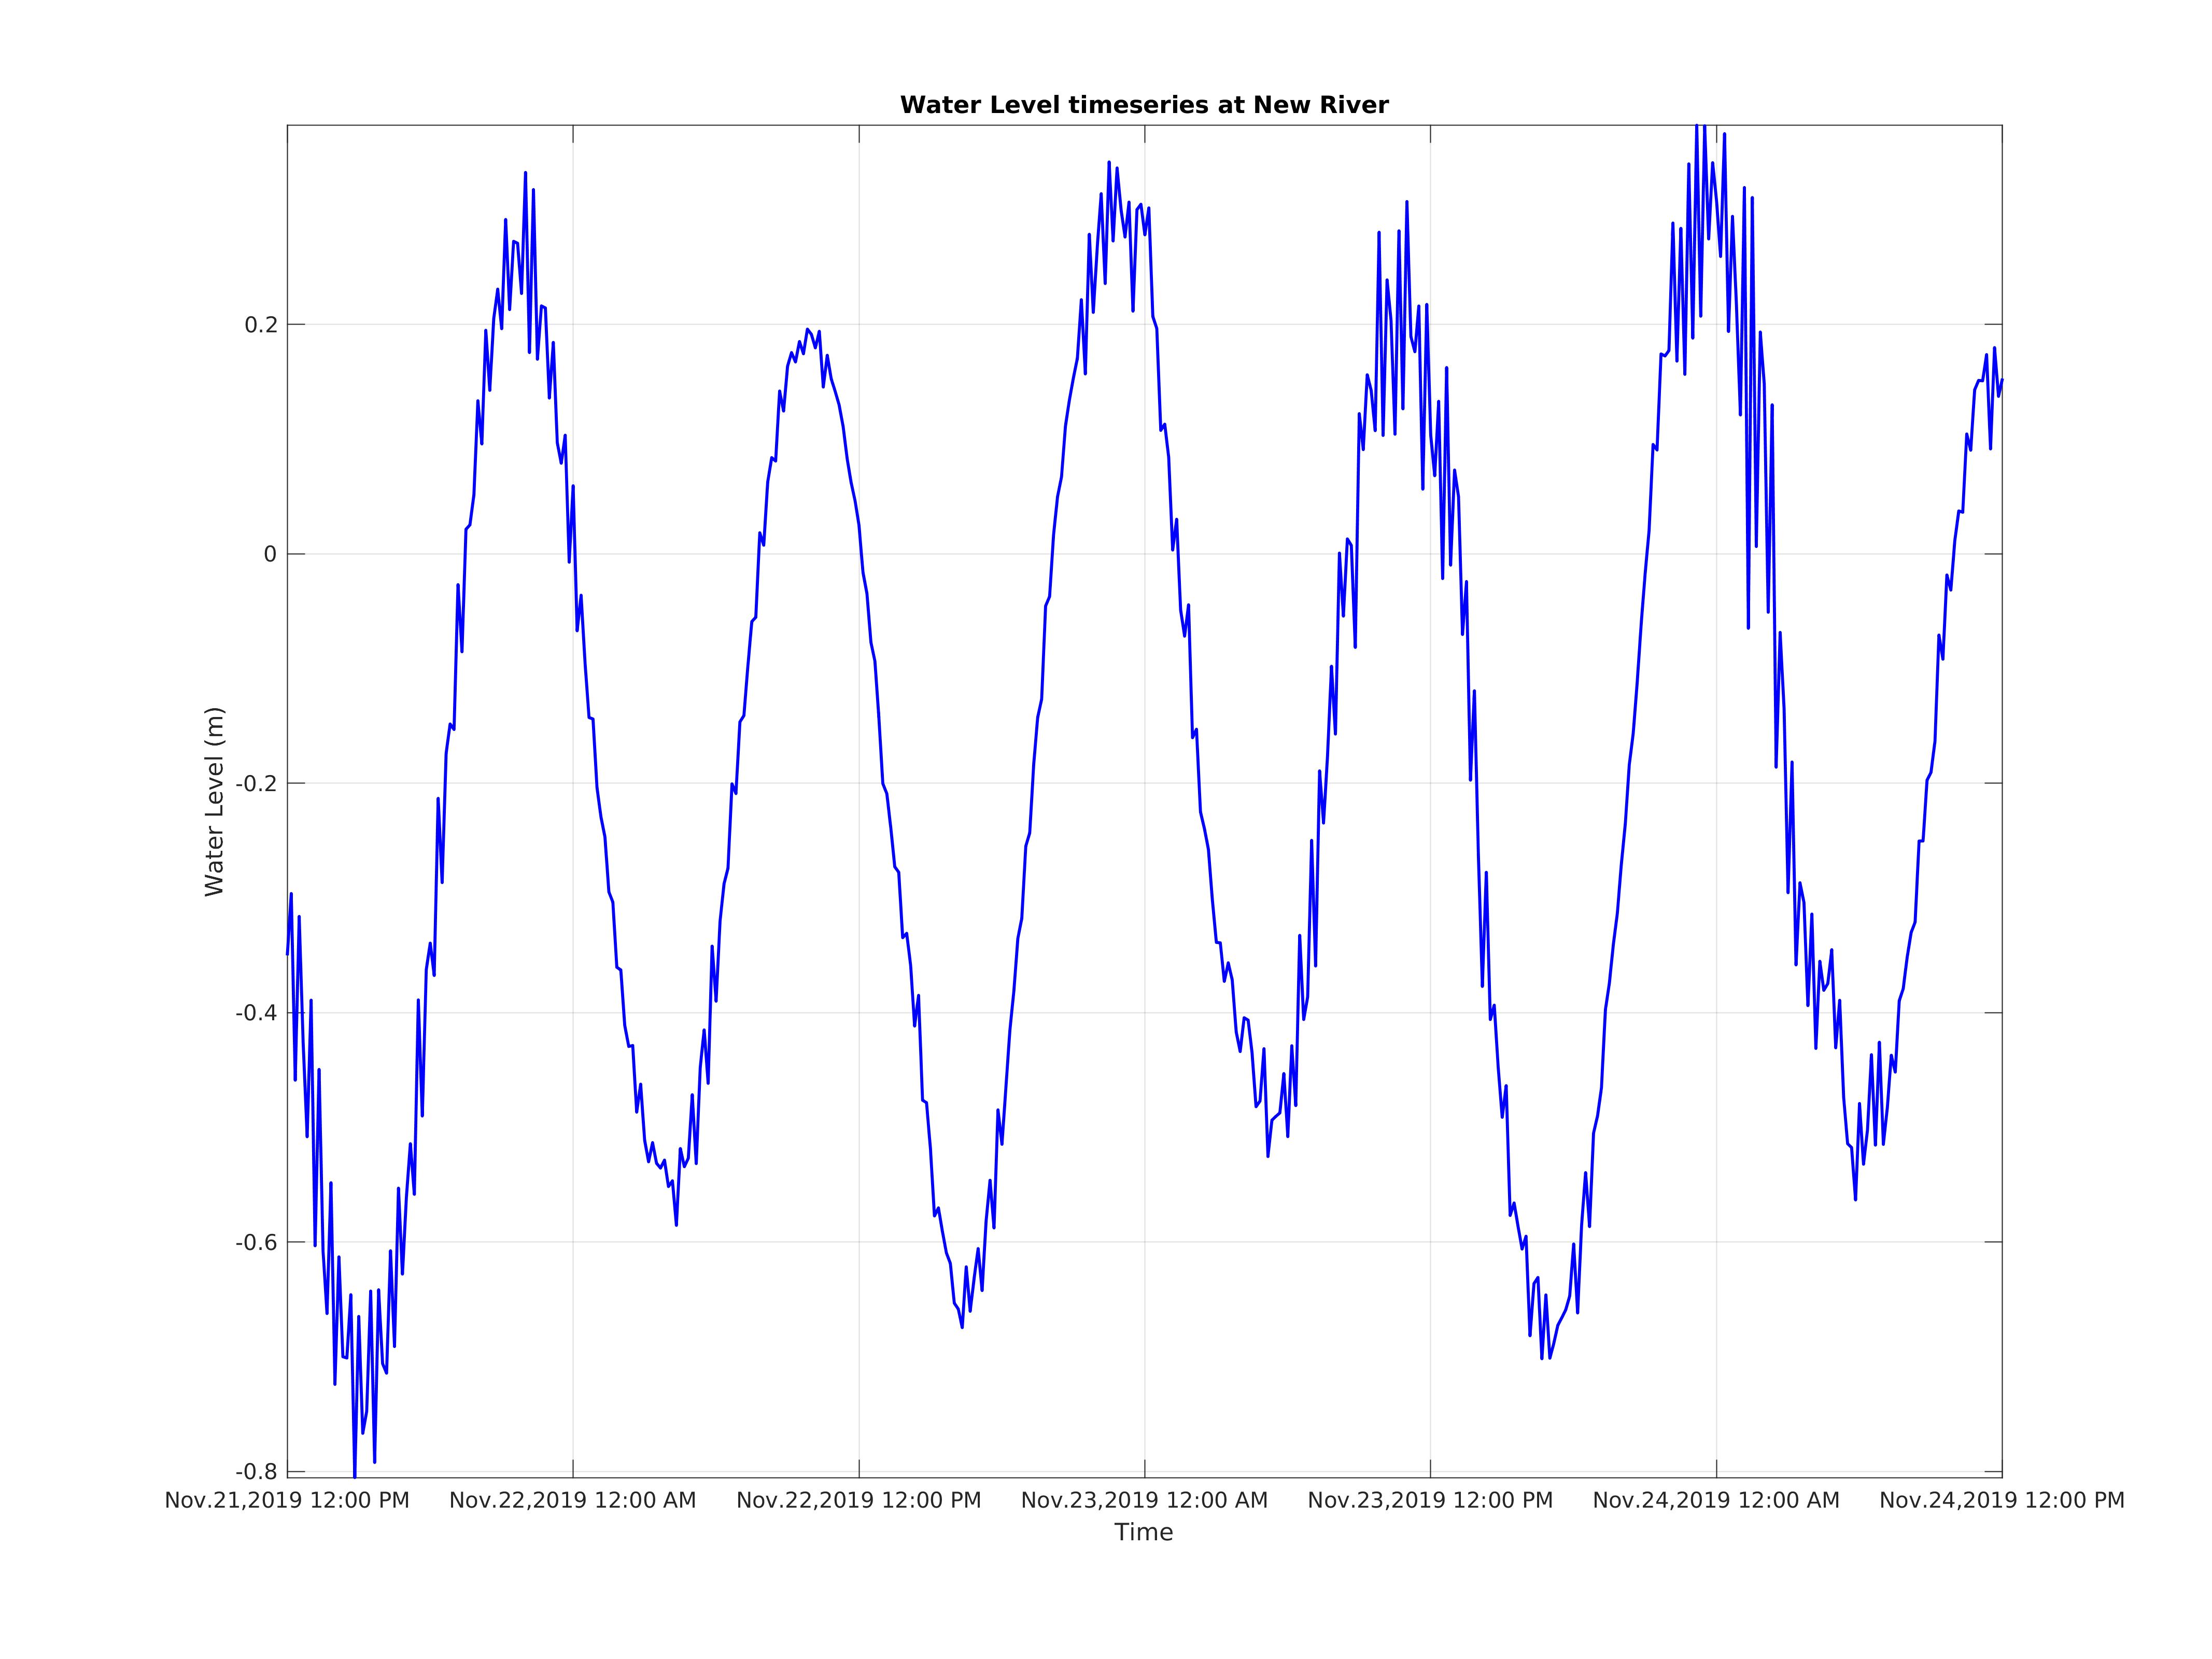 Water Level timeseries at New River
0.2
0
-0.2
-0.4
-0.6
-0.8
Water Level (m)
Nov.21,2019 12:00 PM Nov.22,2019 12:00 AM Nov.22,2019 12:00 PM Nov.23,2019 12:00 AM Nov.23,2019 12:00 PM Nov.24,2019 12:00 AM Nov.24,2019 12:00 PM
Time